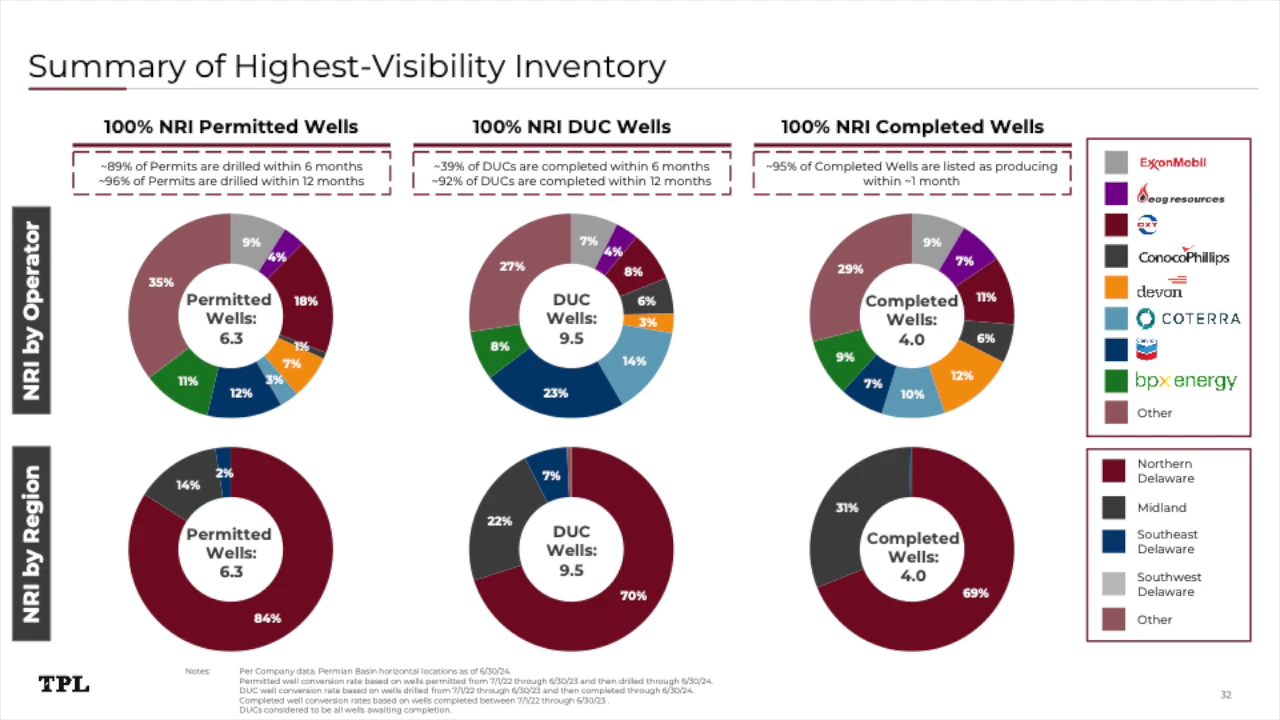 Summary of Highest-Visibility Inventory
100% NRI Permitted Wells
~89% of Permits are drilled within 6 months
~96% of Permits are drilled within 12 months
100% NRI DUC Wells
~39% of DUCs are completed within 6 months
~92% of DUCs are completed within 12 months
100% NRI Completed Wells
~95% of Completed Wells are listed as producing
within ~1 month
NRI by Operator
9%
4%
18%
1%
7%
3%
12%
11%
35%
Permitted
Wells:
6.3
7%
4%
8%
6%
3%
14%
23%
8%
27%
DUC
Wells:
9.5
9%
7%
11%
6%
12%
10%
7%
9%
29%
Completed
Wells:
4.0
ExxonMobil
eog resources
OXY
ConocoPhillips
devon
COTERRA
bpx energy
Other
NRI by Region
2%
14%
84%
Permitted
Wells:
6.3
7%
22%
70%
DUC
Wells:
9.5
31%
69%
Completed
Wells:
4.0
Northern
Delaware
Midland
Southeast
Delaware
Southwest
Delaware
Other
TPL
Notes:
Per Company data. Permian Basin horizontal locations as of 6/30/24.
Permitted well conversion rate based on wells permitted from 7/1/22 through 6/30/23 and then drilled through 6/30/24.
DUC well conversion rate based on wells drilled from 7/1/22 through 6/30/23 and then completed through 6/30/24.
Completed well conversion rates based on wells completed between 7/1/22 through 6/30/23 .
DUCs considered to be all wells awaiting completion.
32